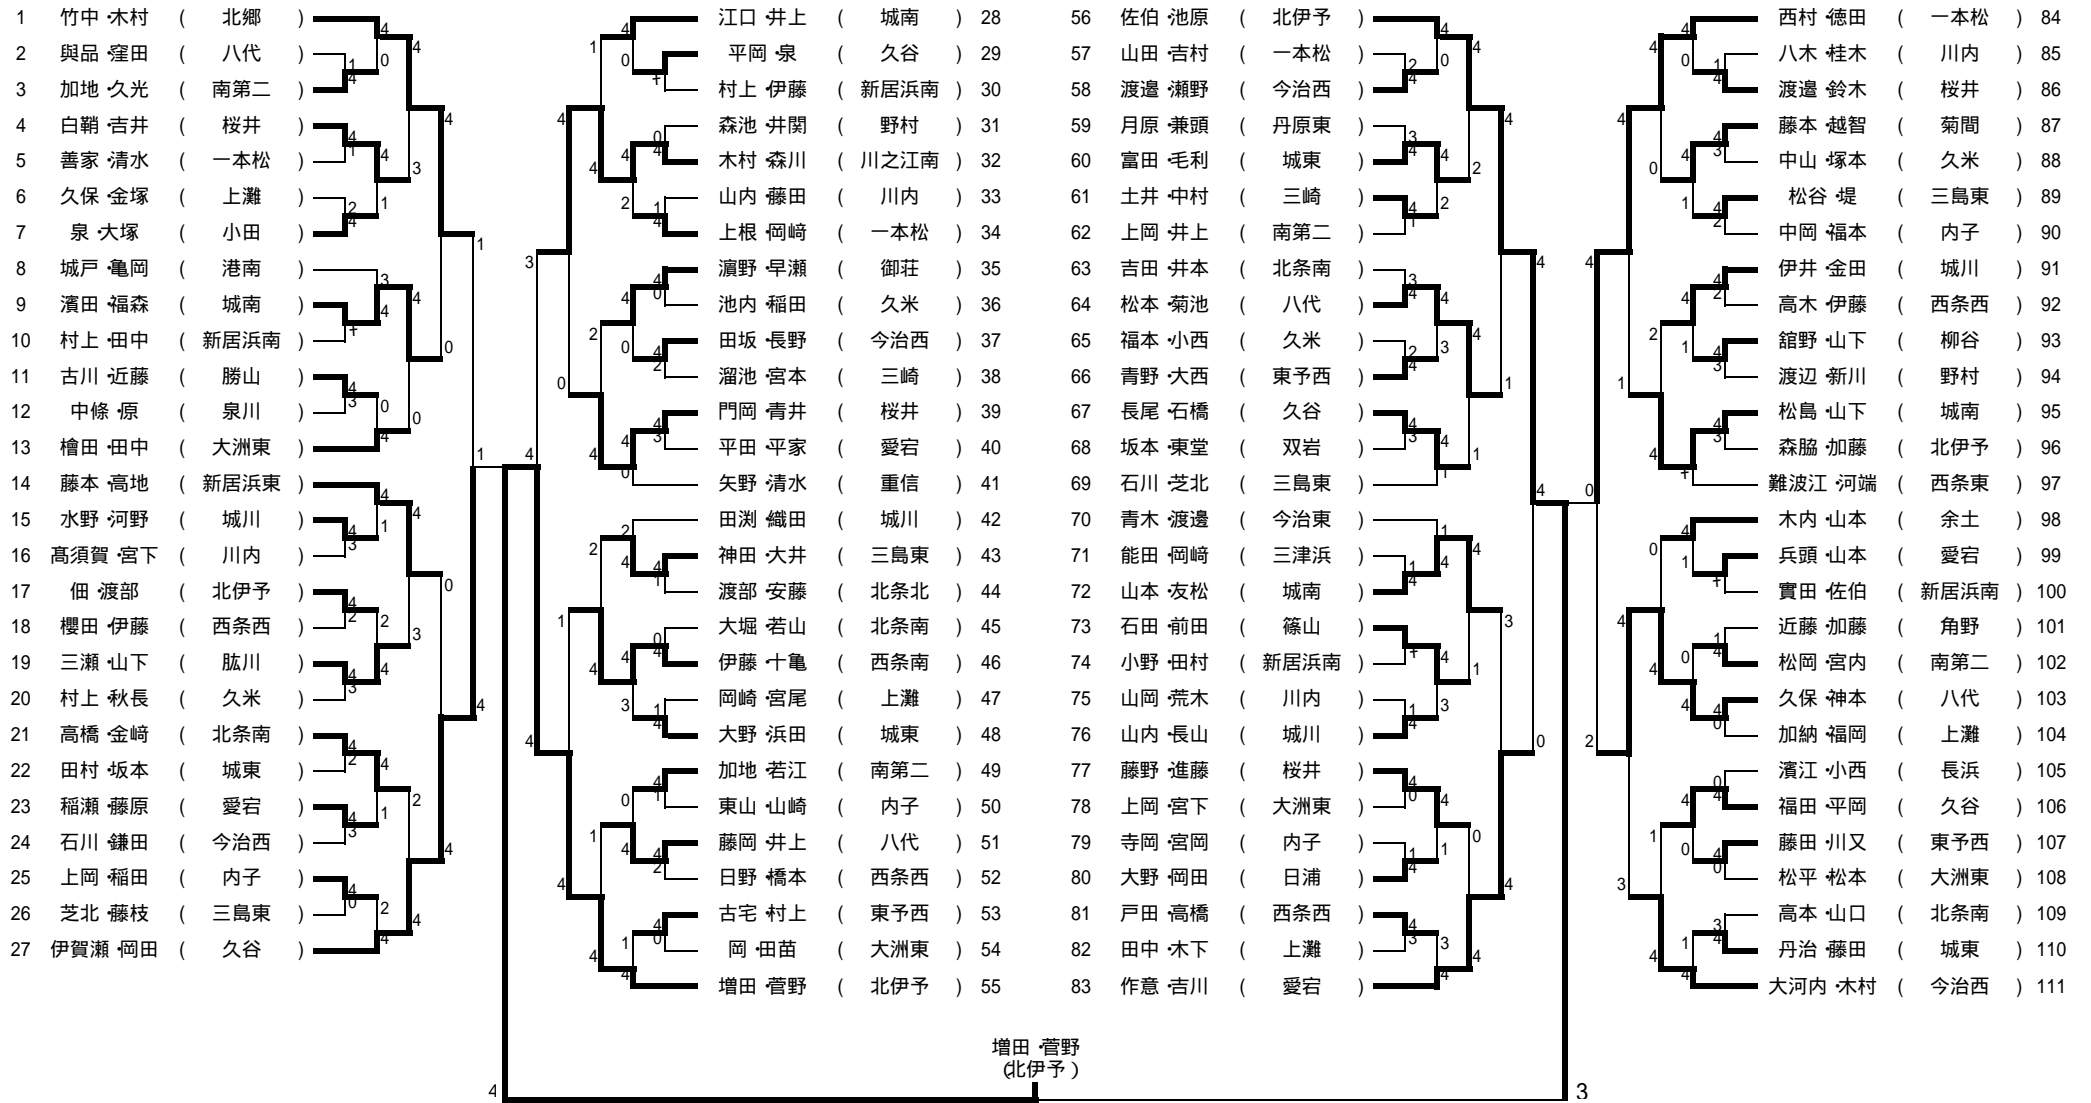 1 竹中・木村 ( 北郷 )
2 與品・窪田 ( 八代 )
3 加地・久光 ( 南第二 )
4 白鞘・吉井 ( 桜井 )
5 善家・清水 ( 一本松 )
6 久保・金塚 ( 上灘 )
7 泉・大塚 ( 小田 )
8 城戸・亀岡 ( 港南 )
9 濱田・福森 ( 城南 )
10 村上・田中 ( 新居浜南 )
11 古川・近藤 ( 勝山 )
12 中條・原 ( 泉川 )
13 檜田・田中 ( 大洲東 )
14 藤本・高地 ( 新居浜東 )
15 水野・河野 ( 城川 )
16 髙須賀・宮下 ( 川内 )
17 佃・渡部 ( 北伊予 )
18 櫻田・伊藤 ( 西条西 )
19 三瀬・山下 ( 肱川 )
20 村上・秋長 ( 久米 )
21 高橋・金﨑 ( 北条南 )
22 田村・坂本 ( 城東 )
23 稲瀬・藤原 ( 愛宕 )
24 石川・鎌田 ( 今治西 )
25 上岡・稲田 ( 内子 )
26 芝北・藤枝 ( 三島東 )
27 伊賀瀬・岡田 ( 久谷 )
江口・井上 ( 城南 ) 28
平岡・泉 ( 久谷 ) 29
村上・伊藤 ( 新居浜南 ) 30
森池・井関 ( 野村 ) 31
木村・森川 ( 川之江南 ) 32
山内・藤田 ( 川内 ) 33
上根・岡﨑 ( 一本松 ) 34
濵野・早瀬 ( 御荘 ) 35
池内・稲田 ( 久米 ) 36
田坂・長野 ( 今治西 ) 37
溜池・宮本 ( 三崎 ) 38
門岡・青井 ( 桜井 ) 39
平田・平家 ( 愛宕 ) 40
矢野・清水 ( 重信 ) 41
田渕・織田 ( 城川 ) 42
神田・大井 ( 三島東 ) 43
渡部・安藤 ( 北条北 ) 44
大堀・若山 ( 北条南 ) 45
伊藤・十亀 ( 西条南 ) 46
岡崎・宮尾 ( 上灘 ) 47
大野・浜田 ( 城東 ) 48
加地・若江 ( 南第二 ) 49
東山・山崎 ( 内子 ) 50
藤岡・井上 ( 八代 ) 51
日野・橋本 ( 西条西 ) 52
古宅・村上 ( 東予西 ) 53
岡・田苗 ( 大洲東 ) 54
増田・菅野 ( 北伊予 ) 55
56 佐伯・池原 ( 北伊予 )
57 山田・吉村 ( 一本松 )
58 渡邉・瀬野 ( 今治西 )
59 月原・兼頭 ( 丹原東 )
60 富田・毛利 ( 城東 )
61 土井・中村 ( 三崎 )
62 上岡・井上 ( 南第二 )
63 吉田・井本 ( 北条南 )
64 松本・菊池 ( 八代 )
65 福本・小西 ( 久米 )
66 青野・大西 ( 東予西 )
67 長尾・石橋 ( 久谷 )
68 坂本・東堂 ( 双岩 )
69 石川・芝北 ( 三島東 )
70 青木・渡邊 ( 今治東 )
71 能田・岡﨑 ( 三津浜 )
72 山本・友松 ( 城南 )
73 石田・前田 ( 篠山 )
74 小野・田村 ( 新居浜南 )
75 山岡・荒木 ( 川内 )
76 山内・長山 ( 城川 )
77 藤野・進藤 ( 桜井 )
78 上岡・宮下 ( 大洲東 )
79 寺岡・宮岡 ( 内子 )
80 大野・岡田 ( 日浦 )
81 戸田・高橋 ( 西条西 )
82 田中・木下 ( 上灘 )
83 作意・吉川 ( 愛宕 )
西村・徳田 ( 一本松 ) 84
八木・桂木 ( 川内 ) 85
渡邉・鈴木 ( 桜井 ) 86
藤本・越智 ( 菊間 ) 87
中山・塚本 ( 久米 ) 88
松谷・堤 ( 三島東 ) 89
中岡・福本 ( 内子 ) 90
伊井・金田 ( 城川 ) 91
高木・伊藤 ( 西条西 ) 92
舘野・山下 ( 柳谷 ) 93
渡辺・新川 ( 野村 ) 94
松島・山下 ( 城南 ) 95
森脇・加藤 ( 北伊予 ) 96
難波江・河端 ( 西条東 ) 97
木内・山本 ( 余土 ) 98
兵頭・山本 ( 愛宕 ) 99
實田・佐伯 ( 新居浜南 ) 100
近藤・加藤 ( 角野 ) 101
松岡・宮内 ( 南第二 ) 102
久保・神本 ( 八代 ) 103
加納・福岡 ( 上灘 ) 104
濱江・小西 ( 長浜 ) 105
福田・平岡 ( 久谷 ) 106
藤田・川又 ( 東予西 ) 107
松平・松本 ( 大洲東 ) 108
高本・山口 ( 北条南 ) 109
丹治・藤田 ( 城東 ) 110
大河内・木村 ( 今治西 ) 111
増田・菅野
(北伊予)
4 3